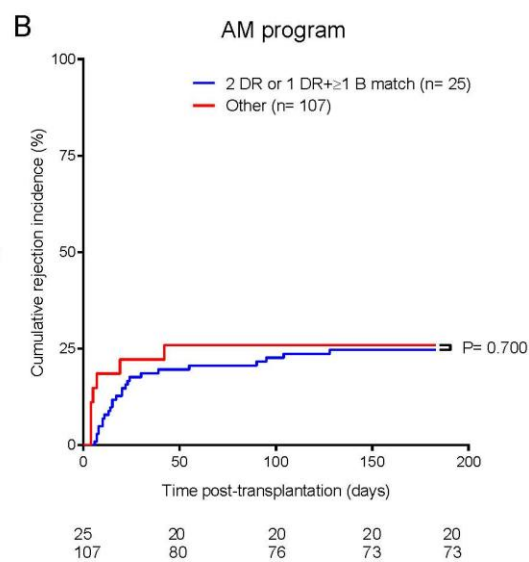 B
AM program
2 DR or 1 DR+≥1 B match (n= 25)
Other (n= 107)
Cumulative rejection incidence (%)
100
75
50
25
0
P= 0.700
0 50 100 150 200
Time post-transplantation (days)
25 20 20 20 20
107 80 76 73 73